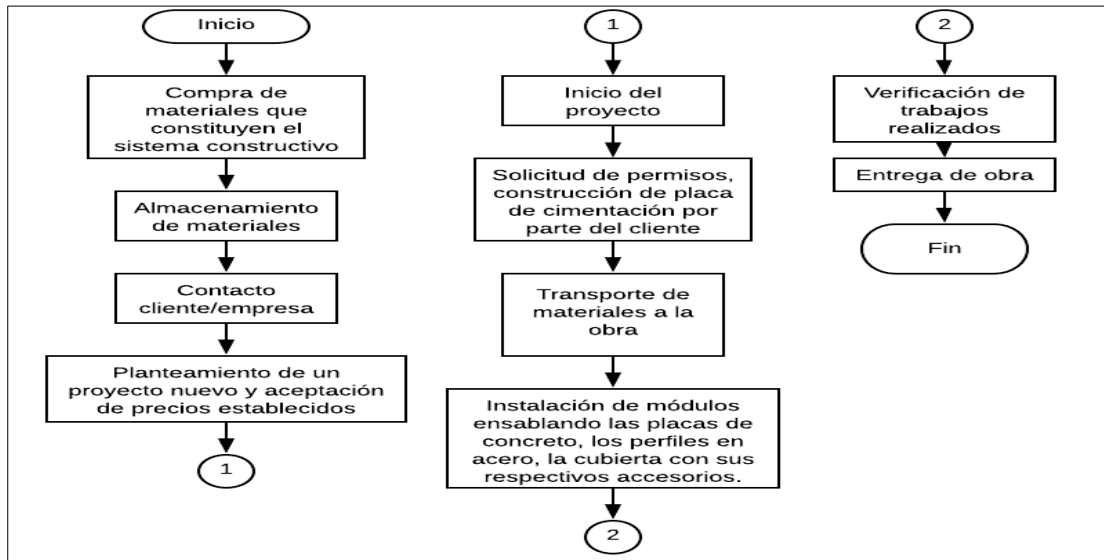 Inicio
Compra de
materiales que
constituyen el
sistema constructivo
Almacenamiento
de materiales
Contacto
cliente/empresa
Planteamiento de un
proyecto nuevo y aceptación
de precios establecidos
1
1
Inicio del
proyecto
Solicitud de permisos,
construcción de placa
de cimentación por
parte del cliente
Transporte de
materiales a la
obra
Instalación de módulos
ensablando las placas de
concreto, los perfiles en
acero, la cubierta con sus
respectivos accesorios.
2
2
Verificación de
trabajos
realizados
Entrega de obra
Fin